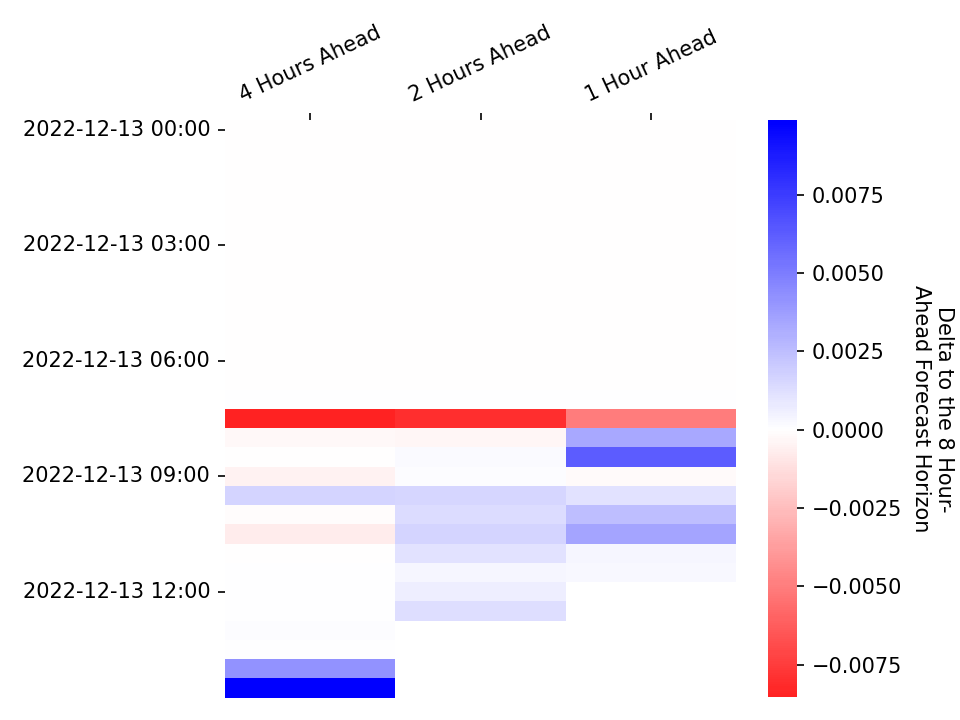 4 Hours Ahead
2 Hours Ahead
1 Hour Ahead
2022-12-13 00:00
2022-12-13 03:00
2022-12-13 06:00
2022-12-13 09:00
2022-12-13 12:00
0.0075
0.0050
0.0025
0.0000
−0.0025
−0.0050
−0.0075
Delta to the 8 Hour-
Ahead Forecast Horizon